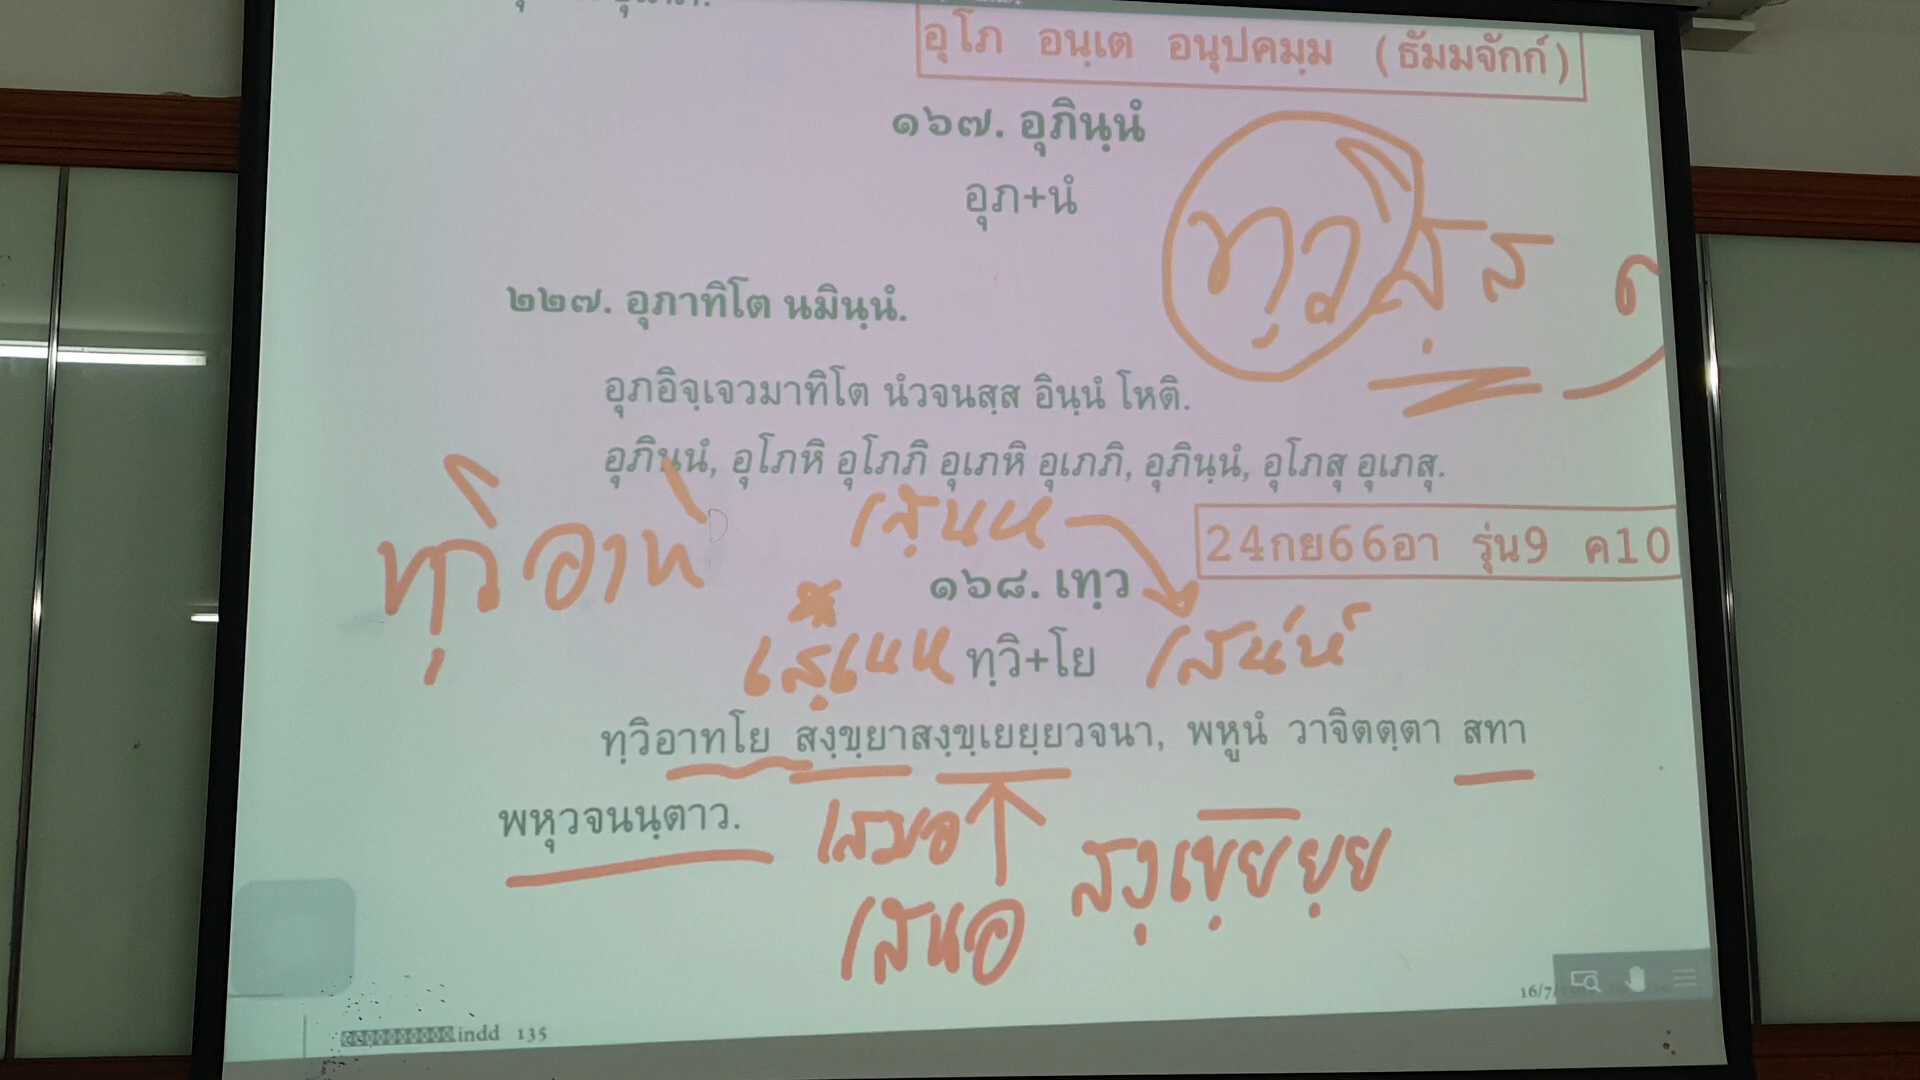 อุโภ อนฺเต อนุปคมฺม (ธัมมจักก์)
๑๖๗. อุภินฺนํ
อุภ+นํ
ทฺวิสฺส
๒๒๗. อุภาทิโต นมินฺนํ.
อุภอิจฺเจวมาทิโต นํวจนสฺส อินฺนํ โหติ.
อุภินฺนํ, อุโภหิ อุโภภิ อุเภหิ อุเภภิ, อุภินฺนํ, อุโภสุ อุเภสุ.
ทฺวิอาทิ
เสฺนห
24กย66อา รุ่น9 ค10
๑๖๘. เทฺว
ทฺวิ+โย
เสน่ห์
ทฺวิอาทโย สงฺขฺยาสงฺขฺเยยฺยวจนา, พหูนํ วาจิตตฺตา สทา
พหุวจนนฺตาว.
เสมอ
เสนอ
.indd 135
16/7